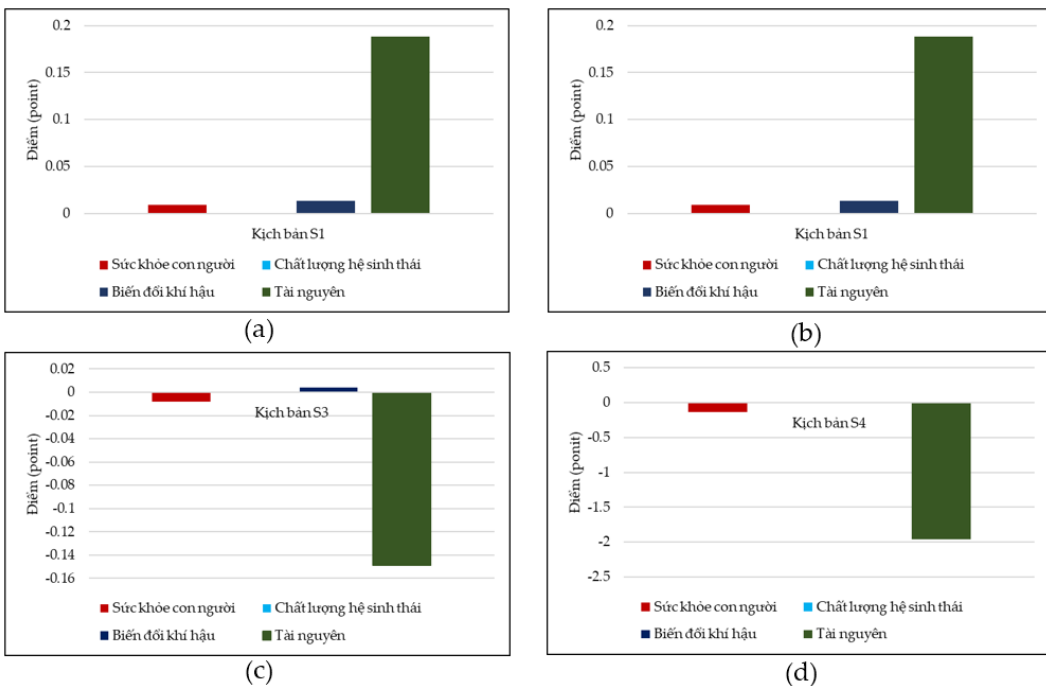 0.2
0.15
0.1
0.05
0
Điểm (point)
Kịch bản S1
Sức khỏe con người Chất lượng hệ sinh thái
Biến đổi khí hậu Tài nguyên
(a)
0.2
0.15
0.1
0.05
0
Điểm (point)
Kịch bản S1
Sức khỏe con người Chất lượng hệ sinh thái
Biến đổi khí hậu Tài nguyên
(b)
0.02
0
-0.02
-0.04
-0.06
-0.08
-0.1
-0.12
-0.14
-0.16
Điểm (point)
Kịch bản S3
Sức khỏe con người Chất lượng hệ sinh thái
Biến đổi khí hậu Tài nguyên
(c)
0.5
0
-0.5
-1
-1.5
-2
-2.5
Điểm (ponit)
Kịch bản S4
Sức khỏe con người Chất lượng hệ sinh thái
Biến đổi khí hậu Tài nguyên
(d)